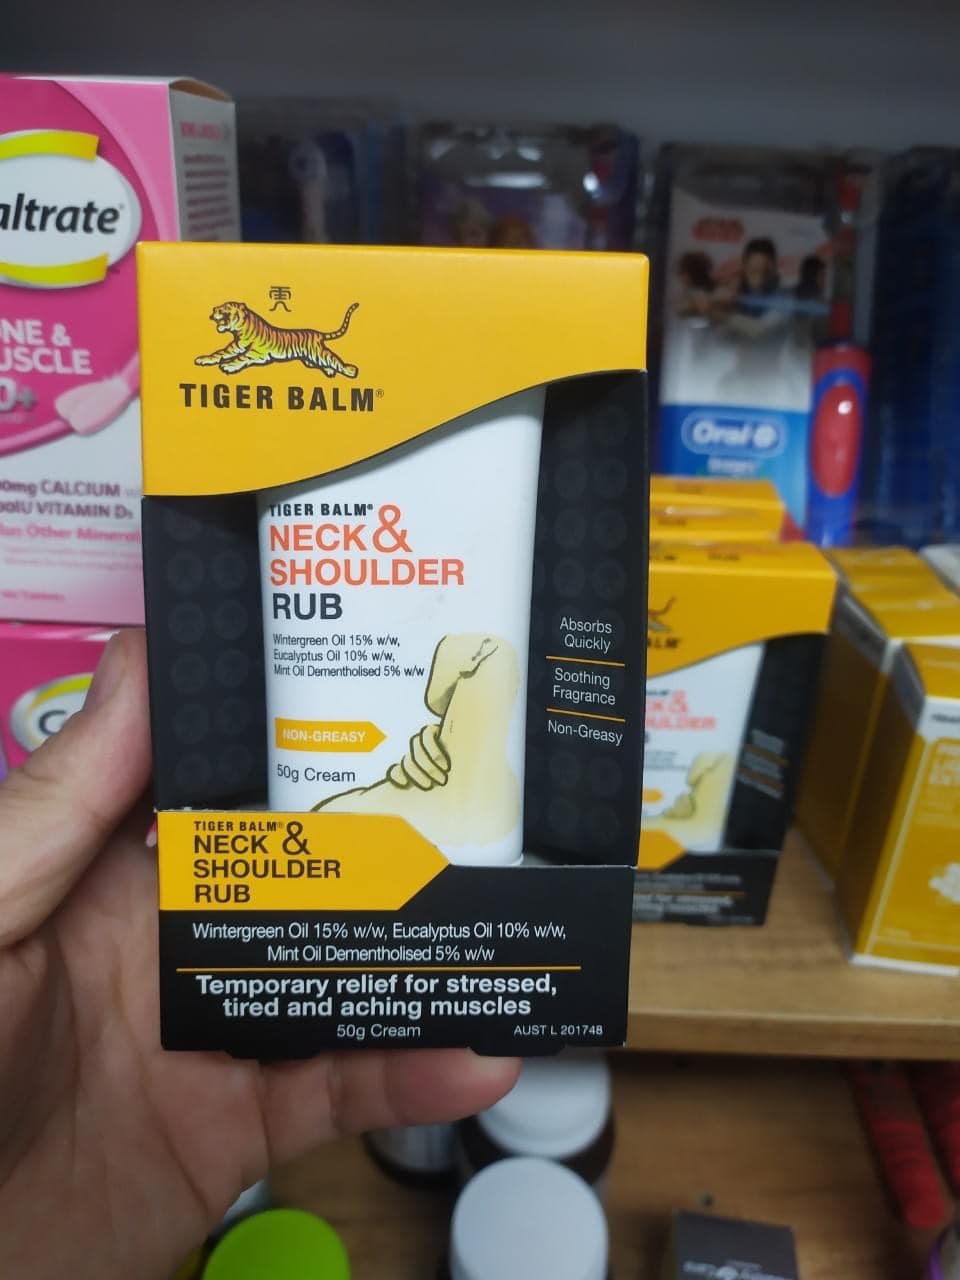 TIGER BALM®
TIGER BALM®
NECK &
SHOULDER
RUB
Wintergreen Oil 15% w/w,
Eucalyptus Oil 10% w/w,
Mint Oil Dementholised 5% w/w
NON-GREASY
50g Cream
Absorbs
Quickly
Soothing
Fragrance
Non-Greasy
TIGER BALM®
NECK &
SHOULDER
RUB
Wintergreen Oil 15% w/w, Eucalyptus Oil 10% w/w,
Mint Oil Dementholised 5% w/w
Temporary relief for stressed,
tired and aching muscles
50g Cream
AUST L 201748
CALCIUM
VITAMIN D₃
Other
Oral-B